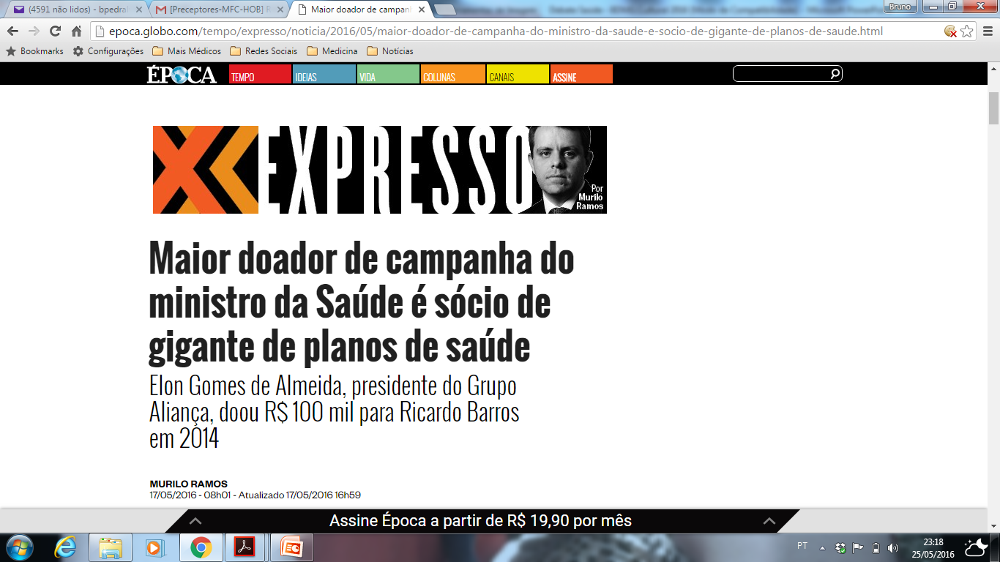 (4591 não lidos) - bpedral
[Preceptores-MFC-HOB] R
Maior doador de campanh
Bruno
epoca.globo.com/tempo/expresso/noticia/2016/05/maior-doador-de-campanha-do-ministro-da-saude-e-socio-de-gigante-de-planos-de-saude.html
Bookmarks Configurações Mais Médicos Redes Sociais Medicina Notícias
ÉPOCA TEMPO IDEIAS VIDA COLUNAS CANAIS ASSINE
EXPRESSO
Por
Murilo
Ramos
Maior doador de campanha do
ministro da Saúde é sócio de
gigante de planos de saúde
Elon Gomes de Almeida, presidente do Grupo
Aliança, doou R$ 100 mil para Ricardo Barros
em 2014
MURILO RAMOS
17/05/2016 - 08h01 - Atualizado 17/05/2016 16h59
Assine Época a partir de R$ 19,90 por mês
PT
23:18
25/05/2016